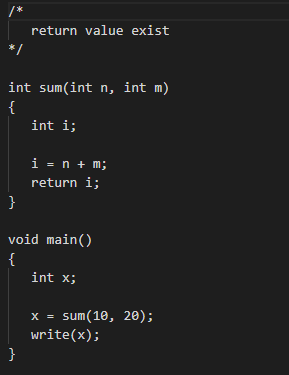 /*
   return value exist
*/

int sum(int n, int m)
{
   int i;

   i = n + m;
   return i;
}

void main()
{
   int x;

   x = sum(10, 20);
   write(x);
}